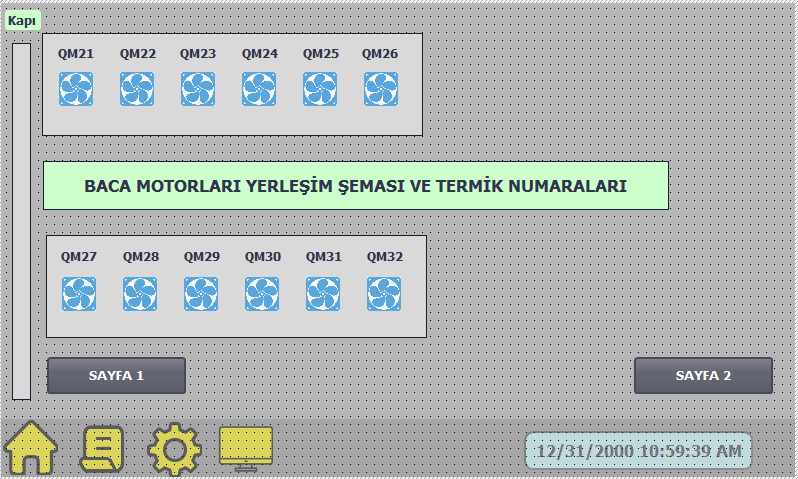 Kapı
QM21 QM22 QM23 QM24 QM25 QM26
BACA MOTORLARI YERLEŞİM ŞEMASI VE TERMİK NUMARALARI
QM27 QM28 QM29 QM30 QM31 QM32
SAYFA 1 SAYFA 2
12/31/2000 10:59:39 AM